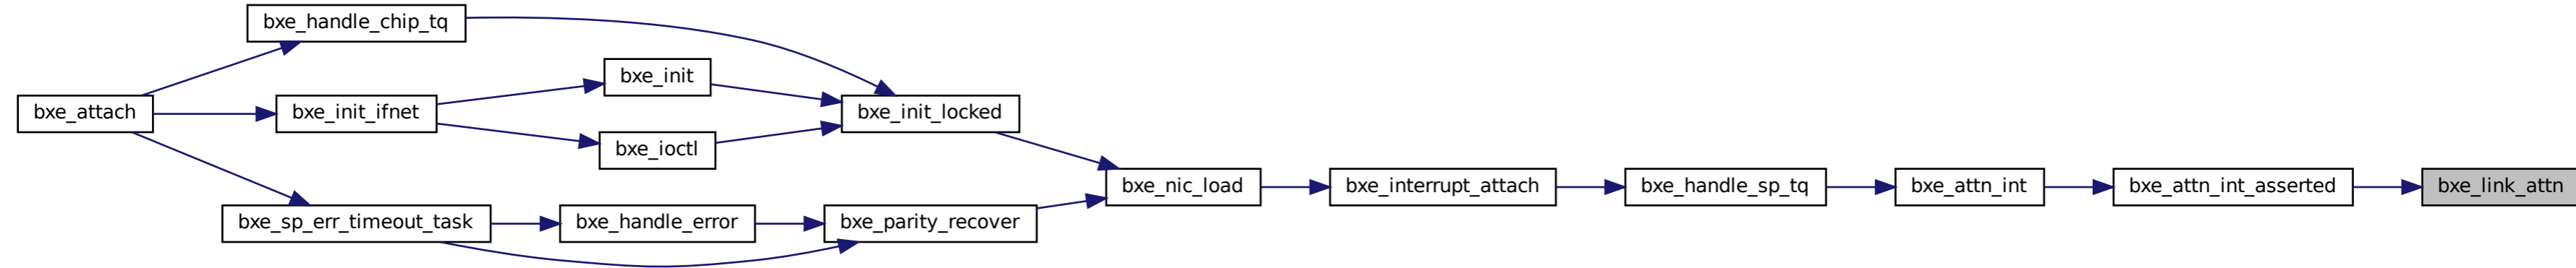 bxe_handle_chip_tq
bxe_init
bxe_attach
bxe_init_ifnet
bxe_init_locked
bxe_ioctl
bxe_nic_load
bxe_interrupt_attach
bxe_handle_sp_tq
bxe_attn_int
bxe_attn_int_asserted
bxe_link_attn
bxe_sp_err_timeout_task
bxe_handle_error
bxe_parity_recover